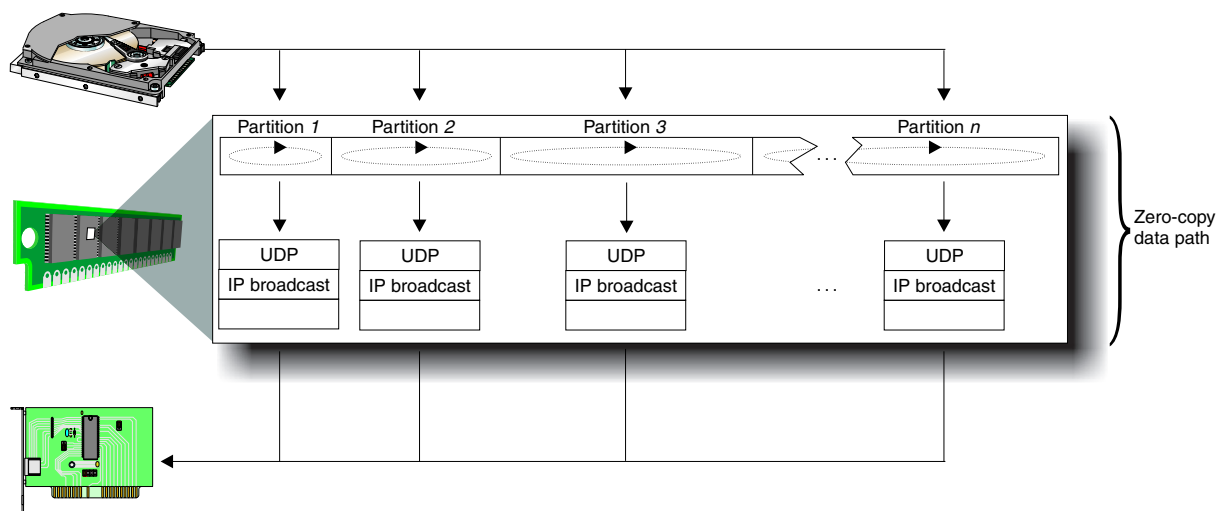 Partition 1 Partition 2 Partition 3 Partition n
...
Zero-copy
data path
UDP UDP UDP UDP
IP broadcast IP broadcast IP broadcast ... IP broadcast